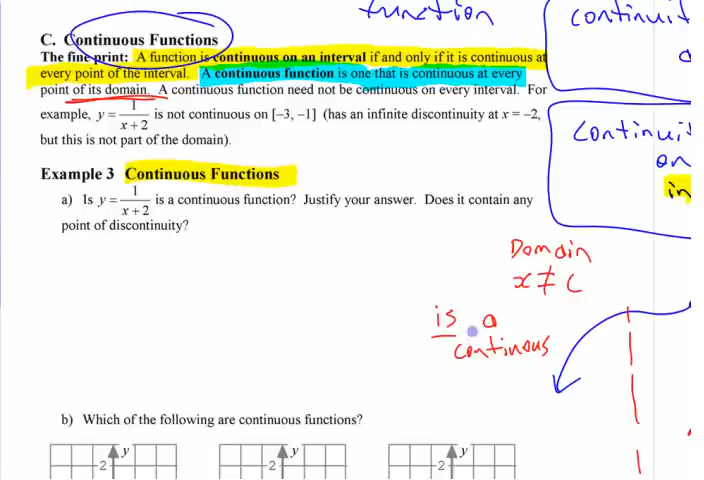 function
continuit
C. Continuous Functions
The fine print: A function is continuous on an interval if and only if it is continuous at
every point of the interval. A continuous function is one that is continuous at every
point of its domain. A continuous function need not be continuous on every interval. For
example, y = 1/(x + 2) is not continuous on [−3, −1] (has an infinite discontinuity at x = −2,
but this is not part of the domain).
continuit
on
in
Example 3 Continuous Functions
a) Is y = 1/(x + 2) is a continuous function? Justify your answer. Does it contain any
point of discontinuity?
Domain
x ≠ c
is a
continous
b) Which of the following are continuous functions?
y
2
y
2
y
2